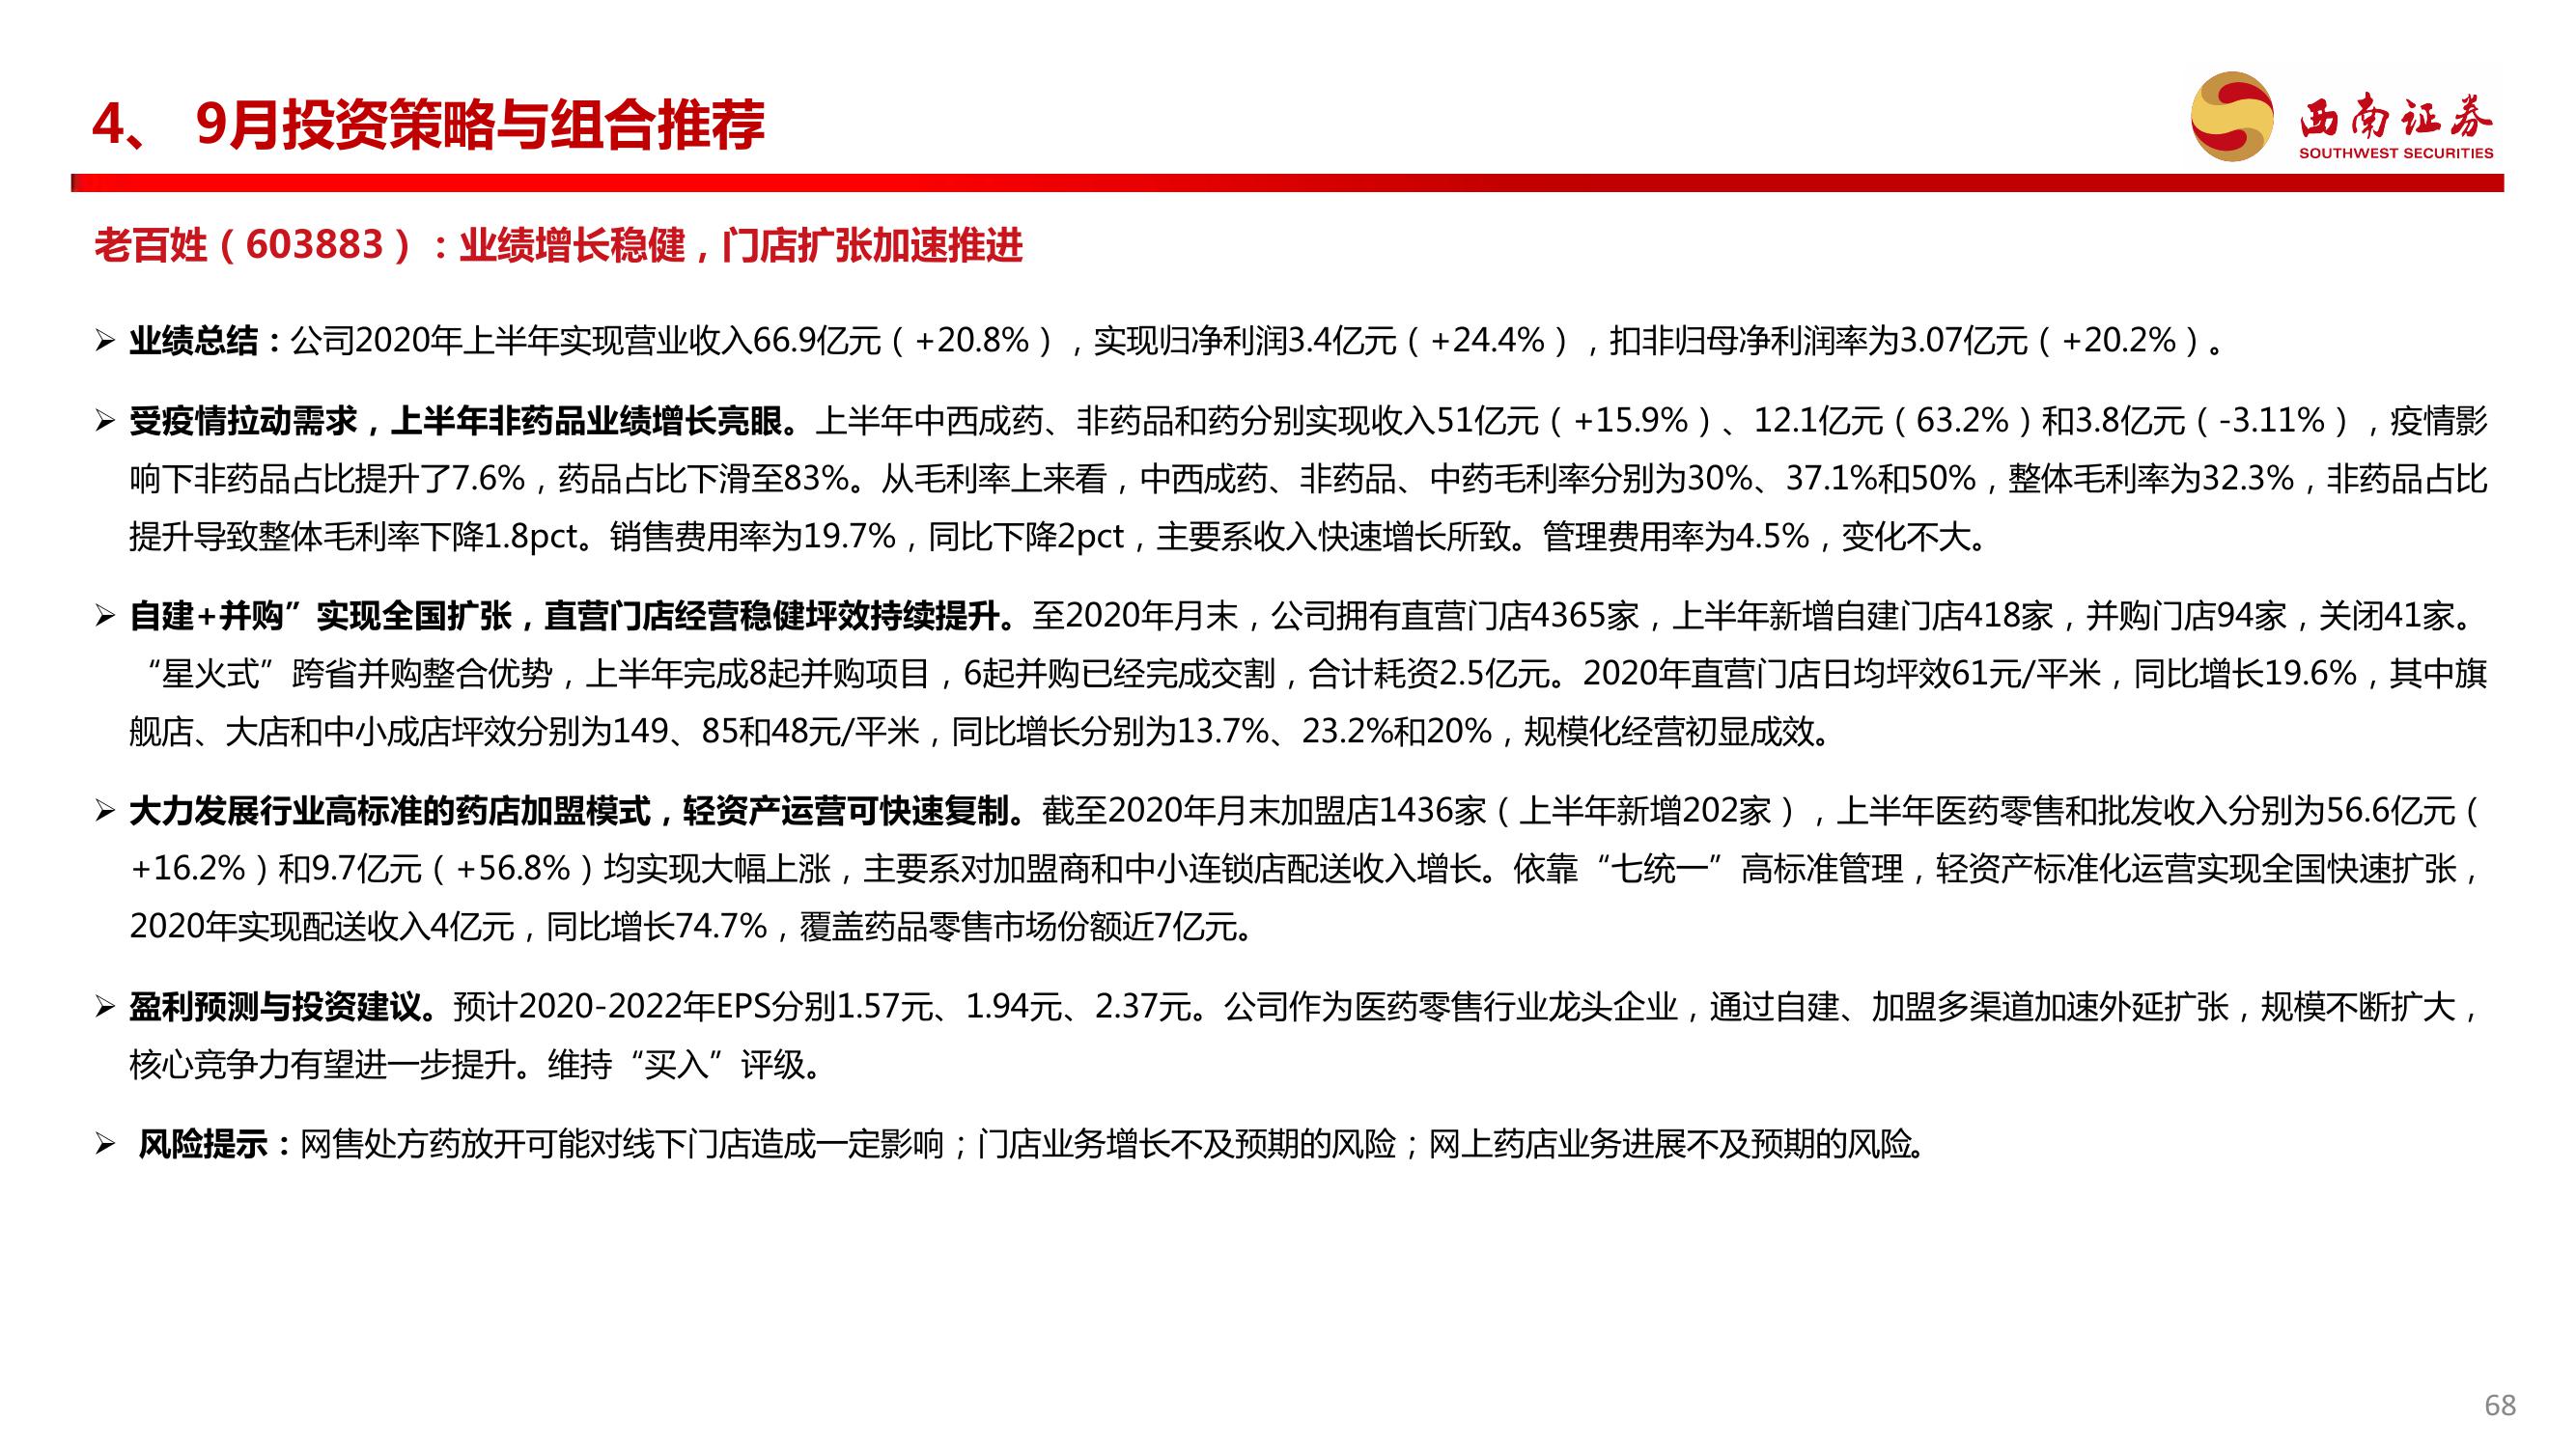 4、 9月投资策略与组合推荐
西南证券
SOUTHWEST SECURITIES
老百姓（603883）：业绩增长稳健，门店扩张加速推进
➢ 业绩总结：公司2020年上半年实现营业收入66.9亿元（+20.8%），实现归净利润3.4亿元（+24.4%），扣非归母净利润率为3.07亿元（+20.2%）。
➢ 受疫情拉动需求，上半年非药品业绩增长亮眼。上半年中西成药、非药品和药分别实现收入51亿元（+15.9%）、12.1亿元（63.2%）和3.8亿元（-3.11%），疫情影
响下非药品占比提升了7.6%，药品占比下滑至83%。从毛利率上来看，中西成药、非药品、中药毛利率分别为30%、37.1%和50%，整体毛利率为32.3%，非药品占比
提升导致整体毛利率下降1.8pct。销售费用率为19.7%，同比下降2pct，主要系收入快速增长所致。管理费用率为4.5%，变化不大。
➢ 自建+并购”实现全国扩张，直营门店经营稳健坪效持续提升。至2020年月末，公司拥有直营门店4365家，上半年新增自建门店418家，并购门店94家，关闭41家。
“星火式”跨省并购整合优势，上半年完成8起并购项目，6起并购已经完成交割，合计耗资2.5亿元。2020年直营门店日均坪效61元/平米，同比增长19.6%，其中旗
舰店、大店和中小成店坪效分别为149、85和48元/平米，同比增长分别为13.7%、23.2%和20%，规模化经营初显成效。
➢ 大力发展行业高标准的药店加盟模式，轻资产运营可快速复制。截至2020年月末加盟店1436家（上半年新增202家），上半年医药零售和批发收入分别为56.6亿元（
+16.2%）和9.7亿元（+56.8%）均实现大幅上涨，主要系对加盟商和中小连锁店配送收入增长。依靠“七统一”高标准管理，轻资产标准化运营实现全国快速扩张，
2020年实现配送收入4亿元，同比增长74.7%，覆盖药品零售市场份额近7亿元。
➢ 盈利预测与投资建议。预计2020-2022年EPS分别1.57元、1.94元、2.37元。公司作为医药零售行业龙头企业，通过自建、加盟多渠道加速外延扩张，规模不断扩大，
核心竞争力有望进一步提升。维持“买入”评级。
➢ 风险提示：网售处方药放开可能对线下门店造成一定影响；门店业务增长不及预期的风险；网上药店业务进展不及预期的风险。
68